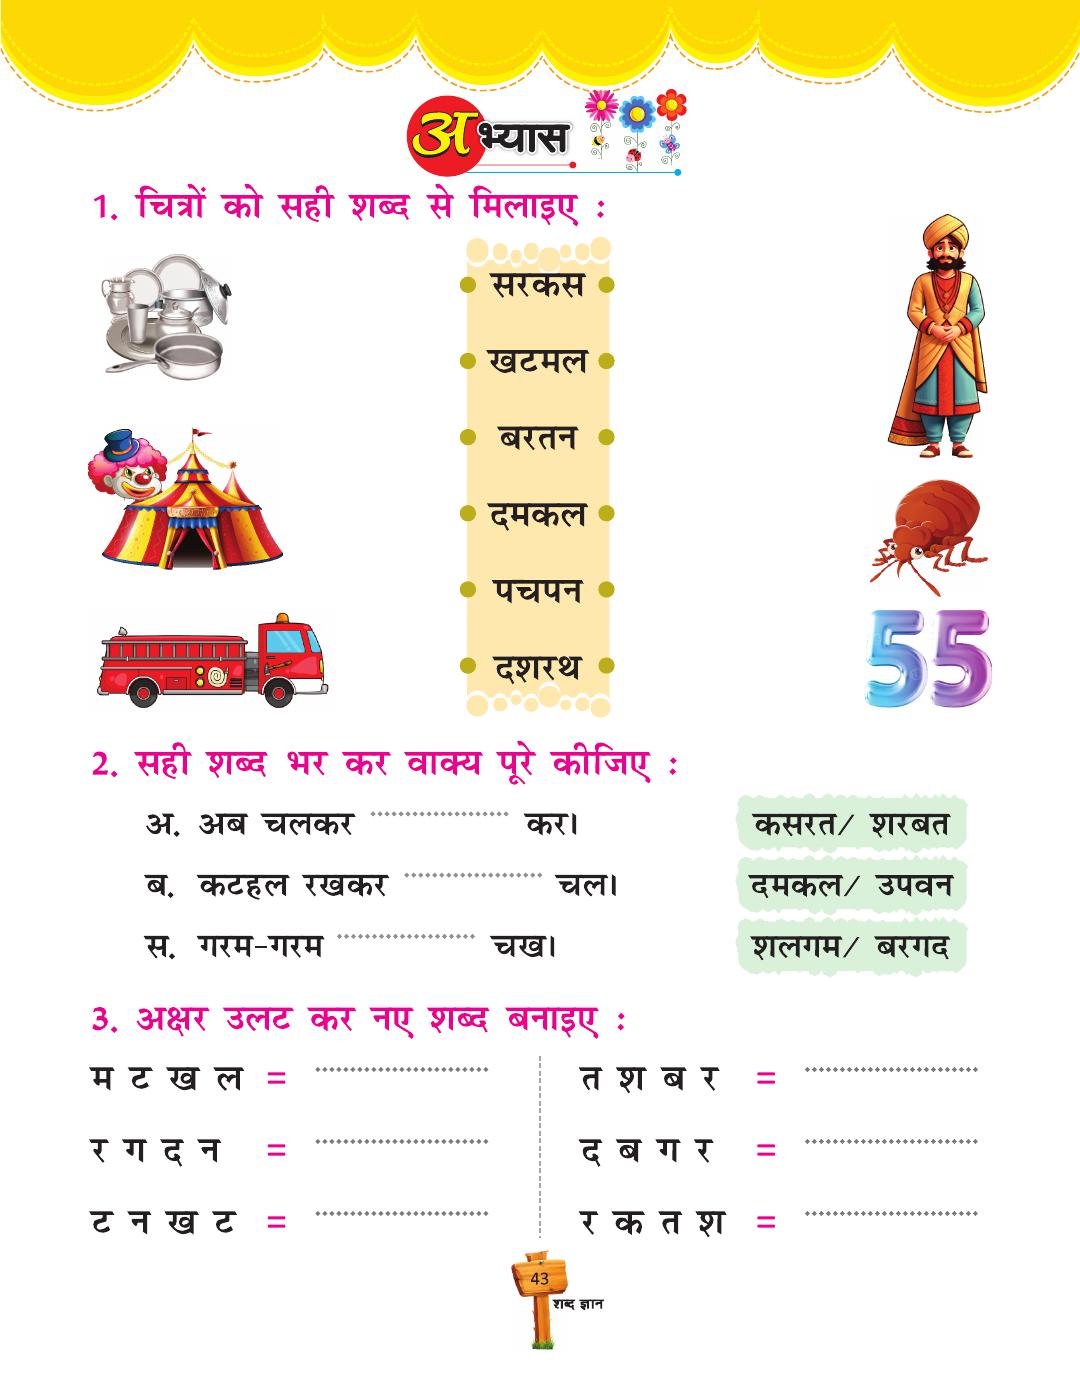 अभ्यास
1. चित्रों को सही शब्द से मिलाइए :
सरकस
खटमल
बरतन
दमकल
पचपन
दशरथ
55
2. सही शब्द भर कर वाक्य पूरे कीजिए :
अ. अब चलकर ........................ कर। कसरत/ शरबत
ब. कटहल रखकर ........................ चल। दमकल/ उपवन
स. गरम-गरम ........................ चख। शलगम/ बरगद
3. अक्षर उलट कर नए शब्द बनाइए :
म ट ख ल = ........................ त श ब र = ........................
र ग द न = ........................ द ब ग र = ........................
ट न ख ट = ........................ र क त श = ........................
43
शब्द ज्ञान